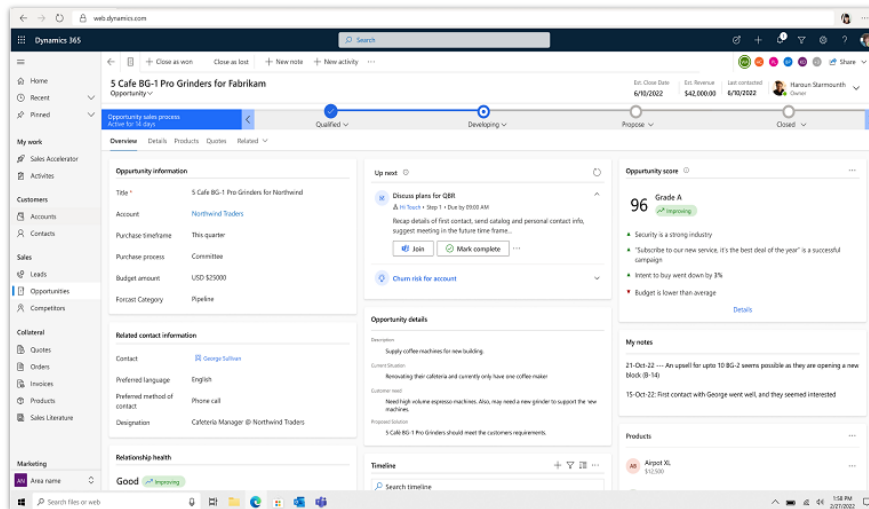 web.dynamics.com
Dynamics 365
Search
Close as won
Close as lost
New note
New activity
Share
5 Cafe BG-1 Pro Grinders for Fabrikam
Opportunity
Est. Close Date
6/10/2022
Est. Revenue
$42,000.00
Last contacted
6/10/2022
Haroun Starmounth
Owner
Opportunity sales process
Active for 14 days
Qualified
Developing
Propose
Closed
Overview
Details
Products
Quotes
Related
Home
Recent
Pinned
My work
Sales Accelerator
Activites
Customers
Accounts
Contacts
Sales
Leads
Opportunities
Competitors
Collateral
Quotes
Orders
Invoices
Products
Sales Literature
Marketing
AN Area name
Opportunity information
Title *
5 Cafe BG-1 Pro Grinders for Northwind
Account
Northwind Traders
Purchase timeframe
This quarter
Purchase process
Committee
Budget amount
USD $25000
Forcast Category
Pipeline
Related contact information
Contact
George Sullivan
Preferred language
English
Preferred method of
contact
Phone call
Designation
Cafeteria Manager @ Northwind Traders
Relationship health
Good
Improving
Up next
Discuss plans for QBR
Hi Touch • Step 1 • Due by 09:00 AM
Recap details of first contact, send catalog and personal contact info,
suggest meeting in the future time frame...
Join
Mark complete
Churn risk for account
Opportunity details
Description
Supply coffee machines for new building.
Current Situation
Renovating their cafeteria and currently only have one coffee maker
Customer need
Need high volume espresso machines. Also, may need a new grinder to support the new
machines.
Proposed Solution
5 Café BG-1 Pro Grinders should meet the customers requirements.
Timeline
Search timeline
Opportunity score
96
Grade A
Improving
Security is a strong industry
"Subscribe to our new service, it's the best deal of the year" is a successful
campaign
Intent to buy went down by 3%
Budget is lower than average
Details
My notes
21-Oct-22 --- An upsell for upto 10 BG-2 seems possible as they are opening a new
block (B-14)
15-Oct-22: First contact with George went well, and they seemed interested
Products
AB
Airpot XL
$12,500
Search files or web
1:58 PM
2/27/2022